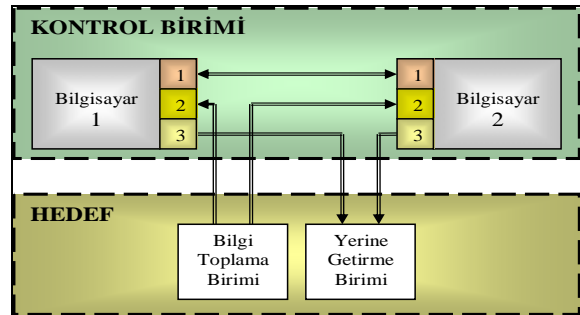 KONTROL BİRİMİ
Bilgisayar
1
1
2
3
1
2
3
Bilgisayar
2
HEDEF
Bilgi
Toplama
Birimi
Yerine
Getirme
Birimi